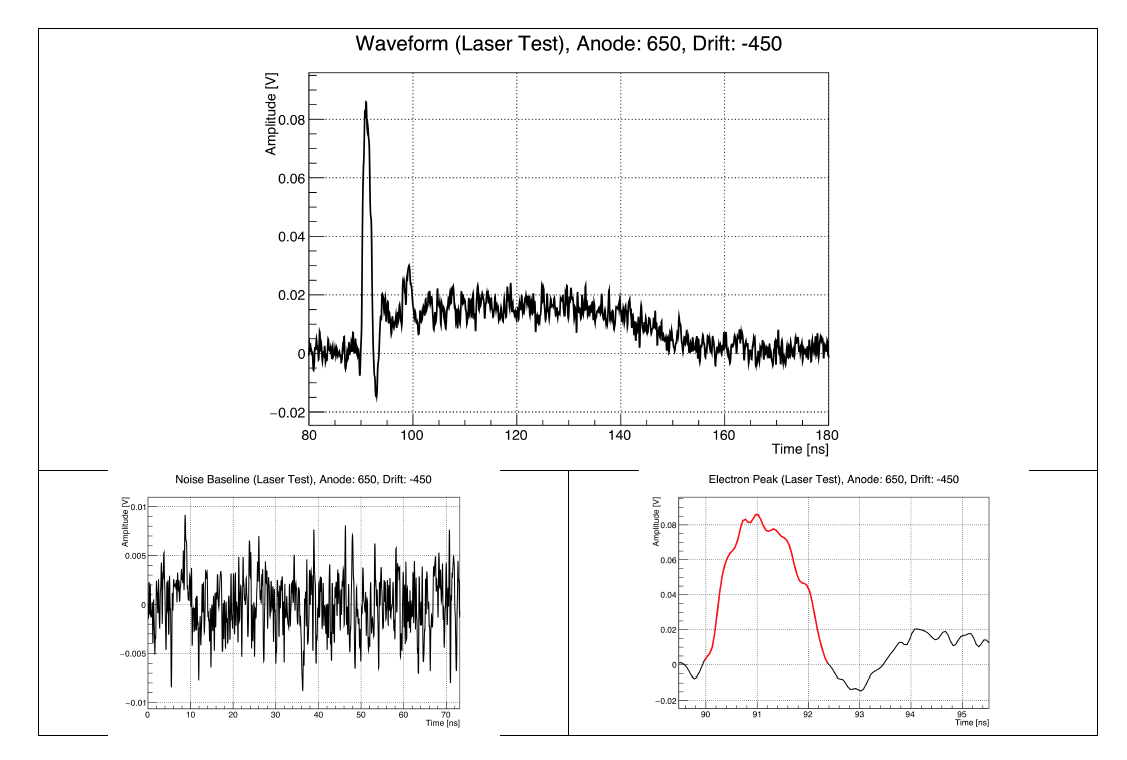 Waveform (Laser Test), Anode: 650, Drift: -450
Amplitude [V]
0.08
0.06
0.04
0.02
0
−0.02
80 100 120 140 160 180
Time [ns]
Noise Baseline (Laser Test), Anode: 650, Drift: -450
Amplitude [V]
0.01
0.005
0
−0.005
−0.01
0 10 20 30 40 50 60 70
Time [ns]
Electron Peak (Laser Test), Anode: 650, Drift: -450
Amplitude [V]
0.08
0.06
0.04
0.02
0
−0.02
90 91 92 93 94 95
Time [ns]